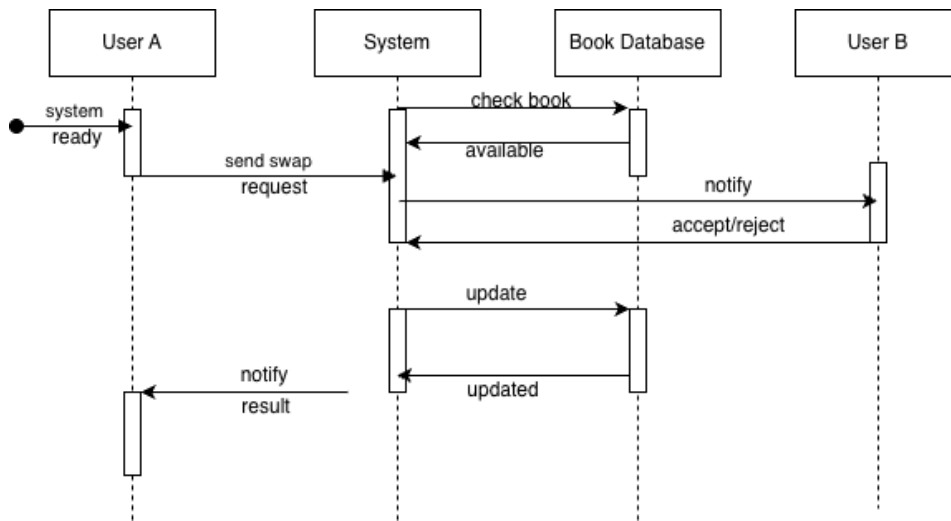 User A
System
Book Database
User B
system
ready
check book
available
send swap
request
notify
accept/reject
update
updated
notify
result